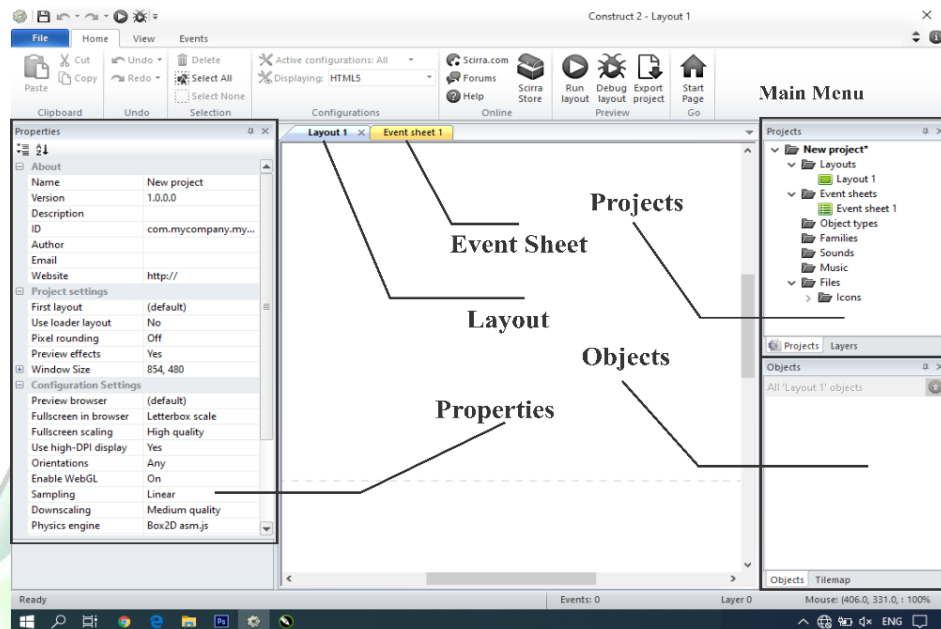 Construct 2 - Layout 1
File Home View Events
Paste Cut Copy
Undo Redo
Delete Select All Select None
Active configurations: All
Displaying: HTML5
Scirra.com Forums Help
Scirra Store
Run layout Debug layout Export project
Start Page
Clipboard Undo Selection Configurations Online Preview Go
Main Menu
Properties
About
Name New project
Version 1.0.0.0
Description
ID com.mycompany.my...
Author
Email
Website http://
Project settings
First layout (default)
Use loader layout No
Pixel rounding Off
Preview effects Yes
Window Size 854, 480
Configuration Settings
Preview browser (default)
Fullscreen in browser Letterbox scale
Fullscreen scaling High quality
Use high-DPI display Yes
Orientations Any
Enable WebGL On
Sampling Linear
Downscaling Medium quality
Physics engine Box2D asm.js
Layout 1 Event sheet 1
Projects
Event Sheet
Layout
Objects
Properties
Projects
New project*
Layouts
Layout 1
Event sheets
Event sheet 1
Object types
Families
Sounds
Music
Files
Icons
Projects Layers
Objects
All 'Layout 1' objects
Objects Tilemap
Ready Events: 0 Layer 0 Mouse: (406.0, 331.0, : 100%
Ps ENG